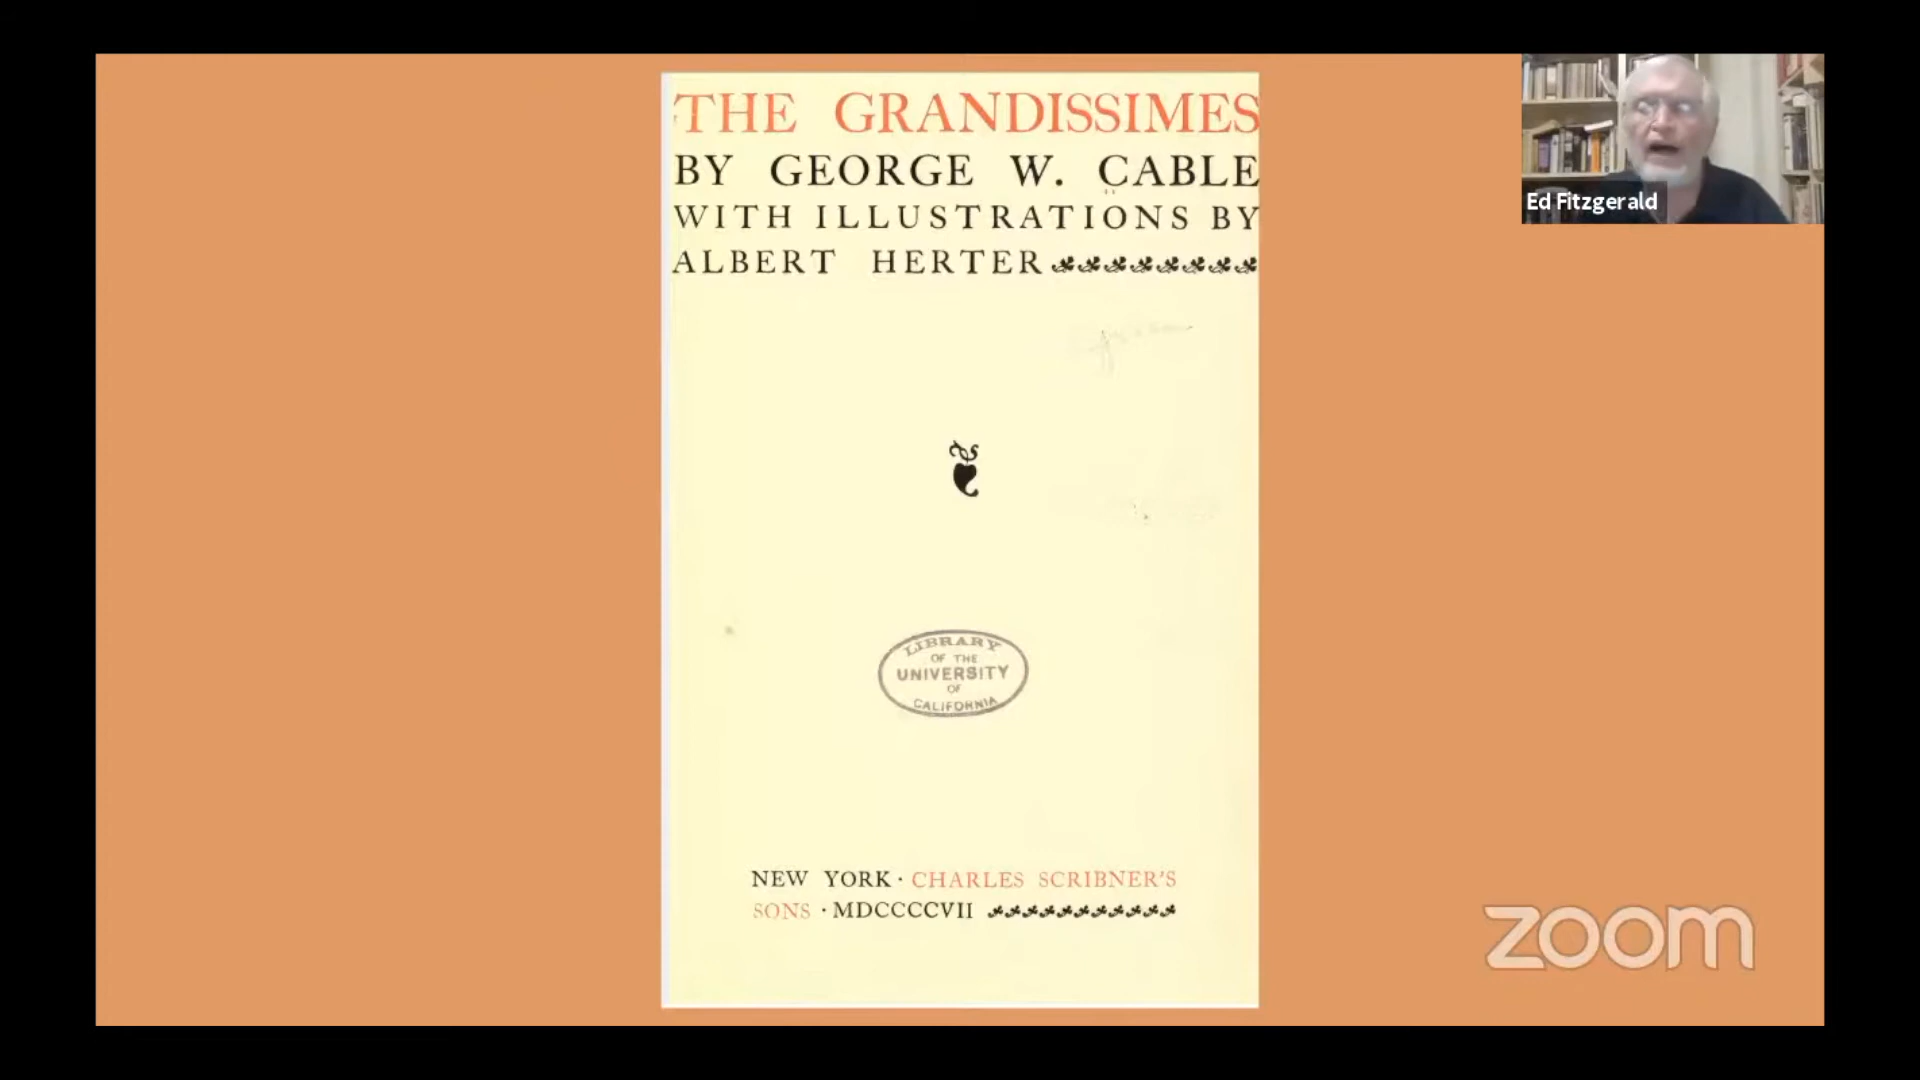 THE GRANDISSIMES
BY GEORGE W. CABLE
WITH ILLUSTRATIONS BY
ALBERT HERTER
LIBRARY
OF THE
UNIVERSITY
OF
CALIFORNIA
NEW YORK · CHARLES SCRIBNER'S
SONS · MDCCCCVII
Ed Fitzgerald
zoom